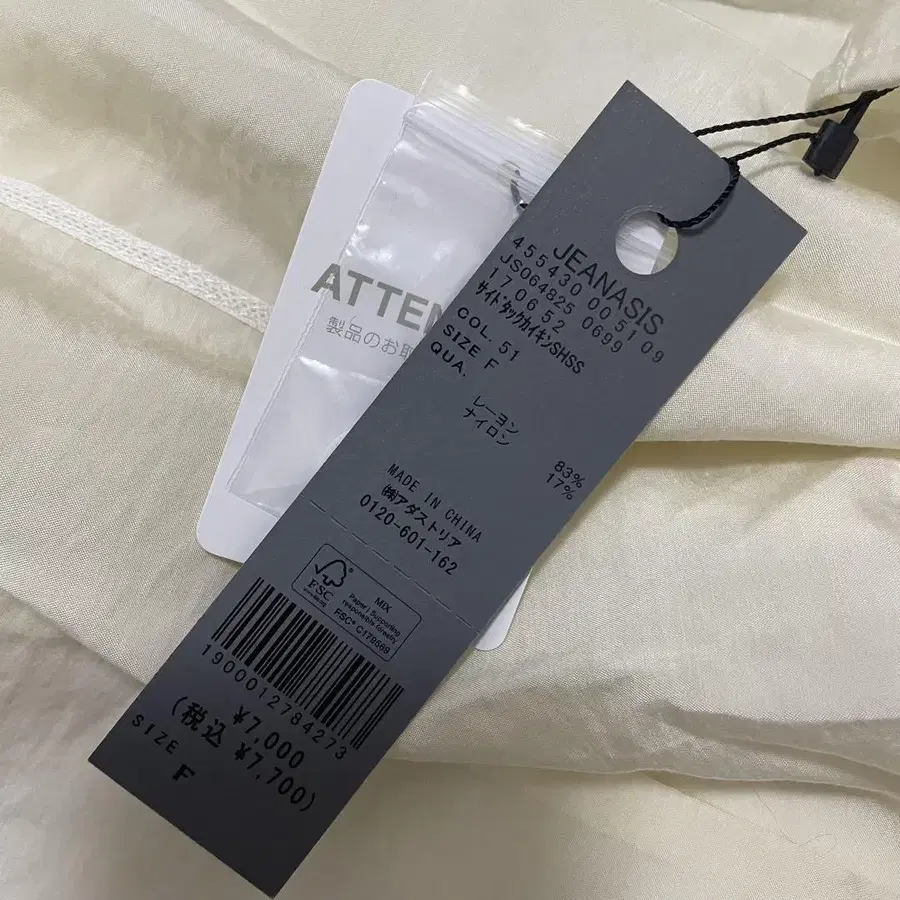 ATTEN
製品のお取
JEANASIS
455430 005109
JS064825 0699
170652
サイドタックカイキンSHSS
COL. 51
SIZE F
QUA.
レーヨン 83%
ナイロン 17%
MADE IN CHINA
㈱アダストリア
0120-601-162
FSC
MIX
Paper | Supporting
responsible forestry
FSC® C179569
1900012784273
¥7,000
(税込 ¥7,700)
SIZE
F